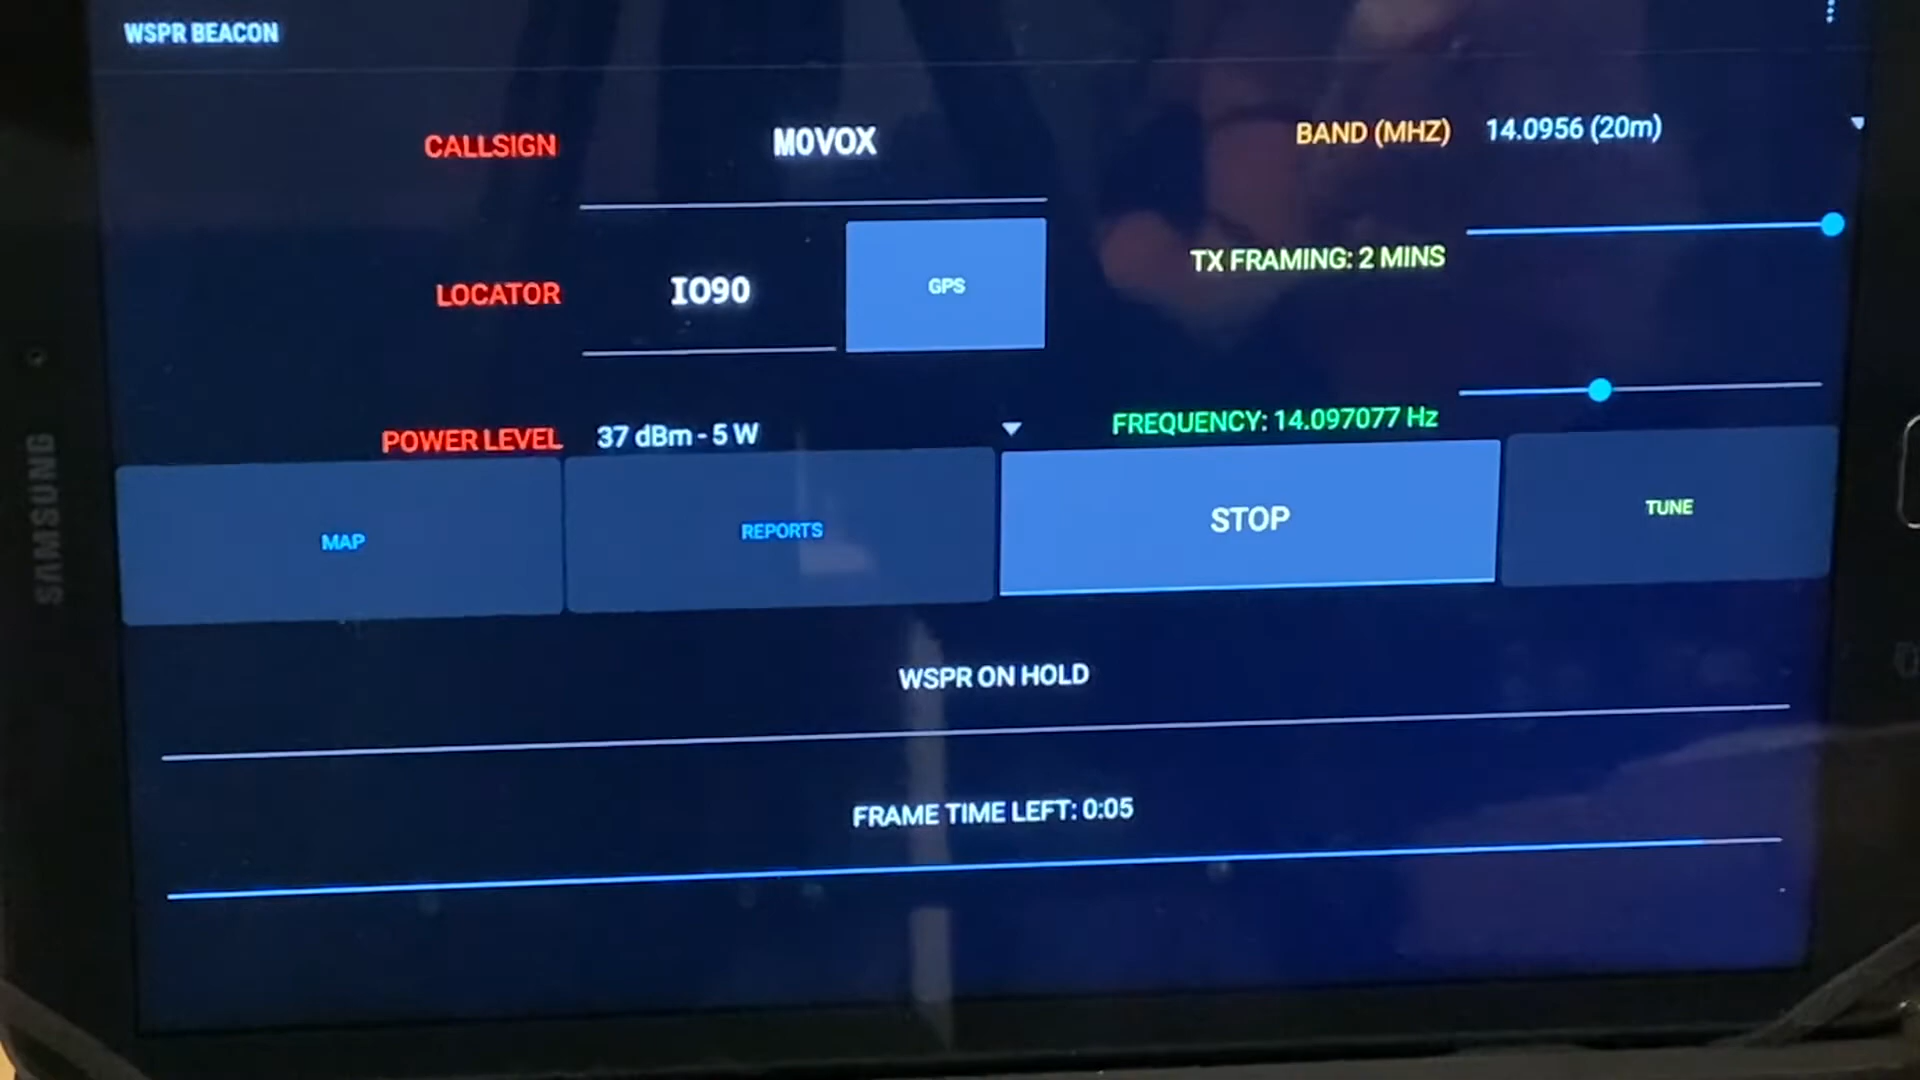 WSPR BEACON
CALLSIGN M0VOX
BAND (MHZ) 14.0956 (20m)
LOCATOR IO90 GPS
TX FRAMING: 2 MINS
POWER LEVEL 37 dBm - 5 W
FREQUENCY: 14.097077 Hz
MAP REPORTS STOP TUNE
WSPR ON HOLD
FRAME TIME LEFT: 0:05
SAMSUNG